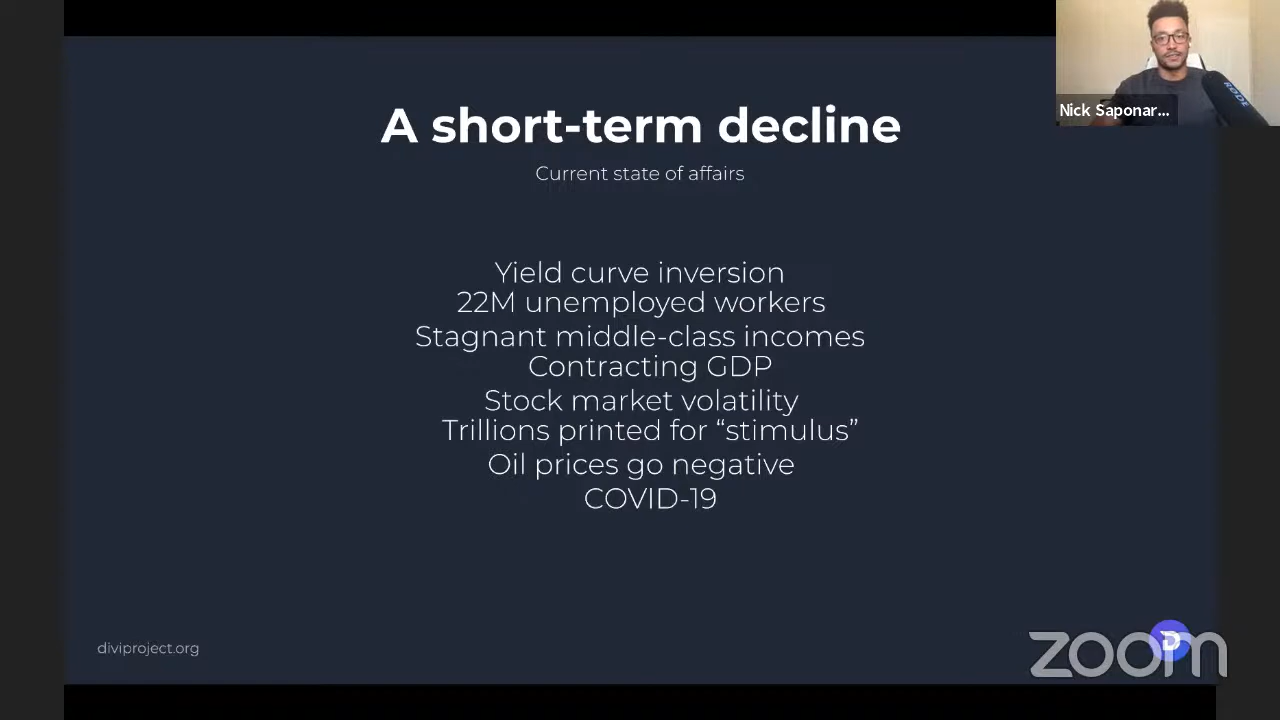 A short-term decline
Current state of affairs
Yield curve inversion
22M unemployed workers
Stagnant middle-class incomes
Contracting GDP
Stock market volatility
Trillions printed for “stimulus”
Oil prices go negative
COVID-19
diviproject.org
zoom
D
Nick Saponar...
RØDE